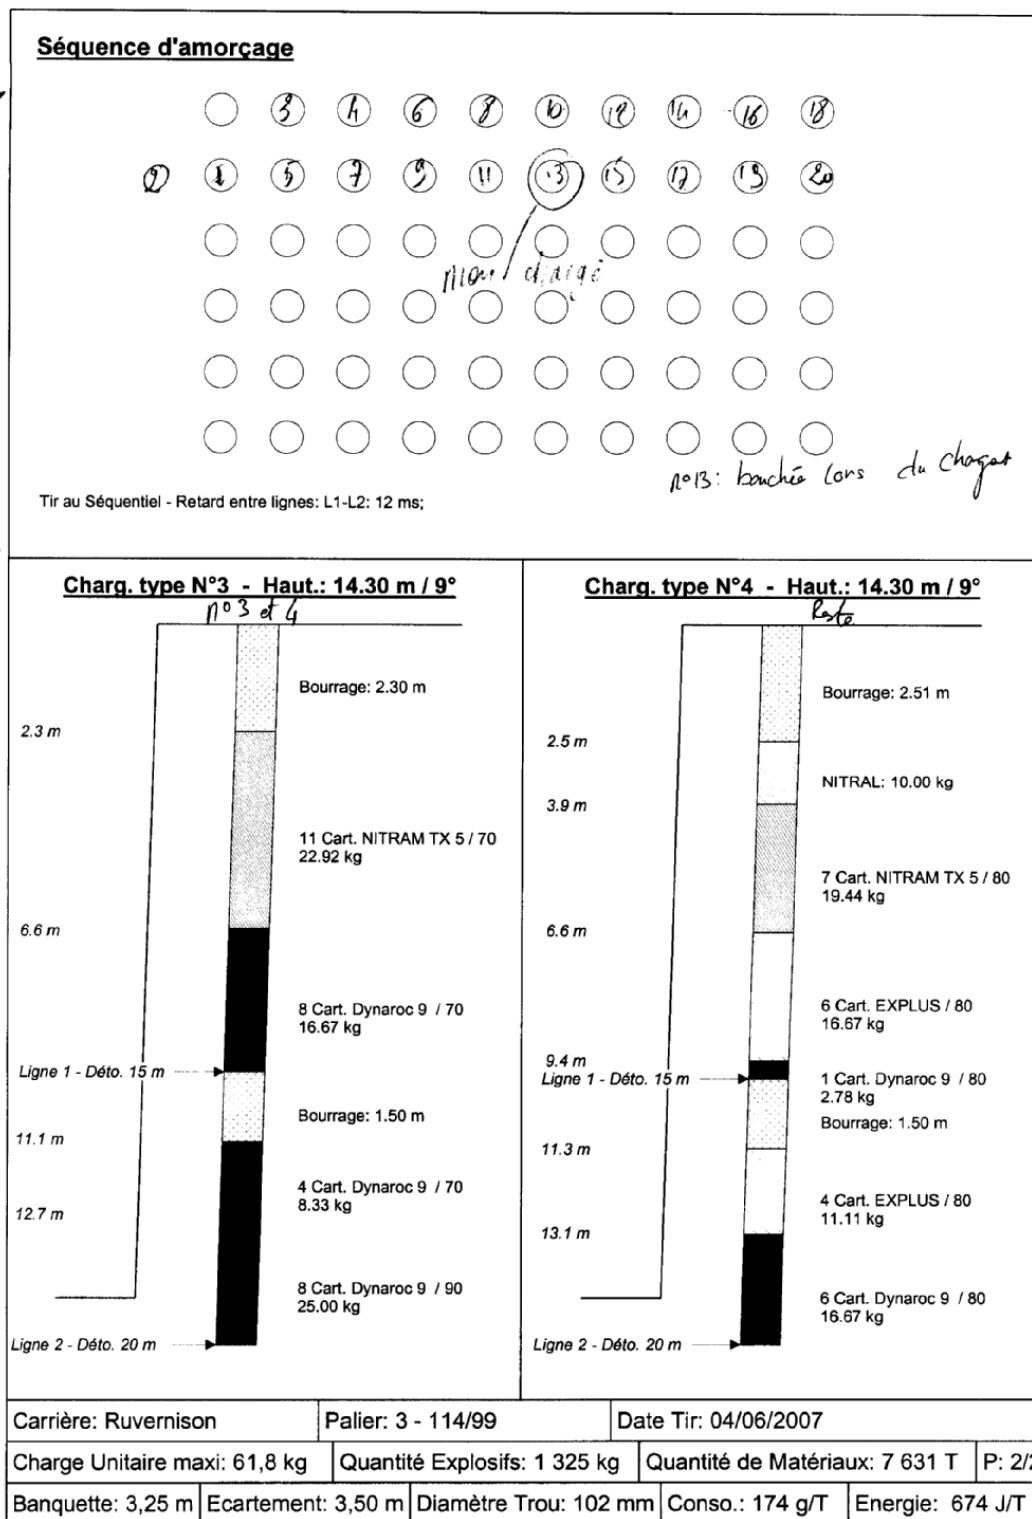 Séquence d'amorçage
3 4 6 8 10 12 14 16 18
2 1 5 7 9 11 13 15 17 19 20
non chargé
n°13: bouchée lors du
Tir au Séquentiel - Retard entre lignes: L1-L2: 12 ms;
Charg. type N°3 - Haut.: 14.30 m / 9°
n° 3 et 4
Bourrage: 2.30 m
2.3 m
11 Cart. NITRAM TX 5 / 70
22.92 kg
6.6 m
8 Cart. Dynaroc 9 / 70
16.67 kg
Ligne 1 - Déto. 15 m
Bourrage: 1.50 m
11.1 m
4 Cart. Dynaroc 9 / 70
8.33 kg
12.7 m
8 Cart. Dynaroc 9 / 90
25.00 kg
Ligne 2 - Déto. 20 m
Charg. type N°4 - Haut.: 14.30 m / 9°
Reste
Bourrage: 2.51 m
2.5 m
NITRAL: 10.00 kg
3.9 m
7 Cart. NITRAM TX 5 / 80
19.44 kg
6.6 m
6 Cart. EXPLUS / 80
16.67 kg
9.4 m
Ligne 1 - Déto. 15 m
1 Cart. Dynaroc 9 / 80
2.78 kg
Bourrage: 1.50 m
11.3 m
4 Cart. EXPLUS / 80
11.11 kg
13.1 m
6 Cart. Dynaroc 9 / 80
16.67 kg
Ligne 2 - Déto. 20 m
Carrière: Ruvernison Palier: 3 - 114/99 Date Tir: 04/06/2007
Charge Unitaire maxi: 61,8 kg Quantité Explosifs: 1 325 kg Quantité de Matériaux: 7 631 T P: 2/2
Banquette: 3,25 m Ecartement: 3,50 m Diamètre Trou: 102 mm Conso.: 174 g/T Energie: 674 J/T